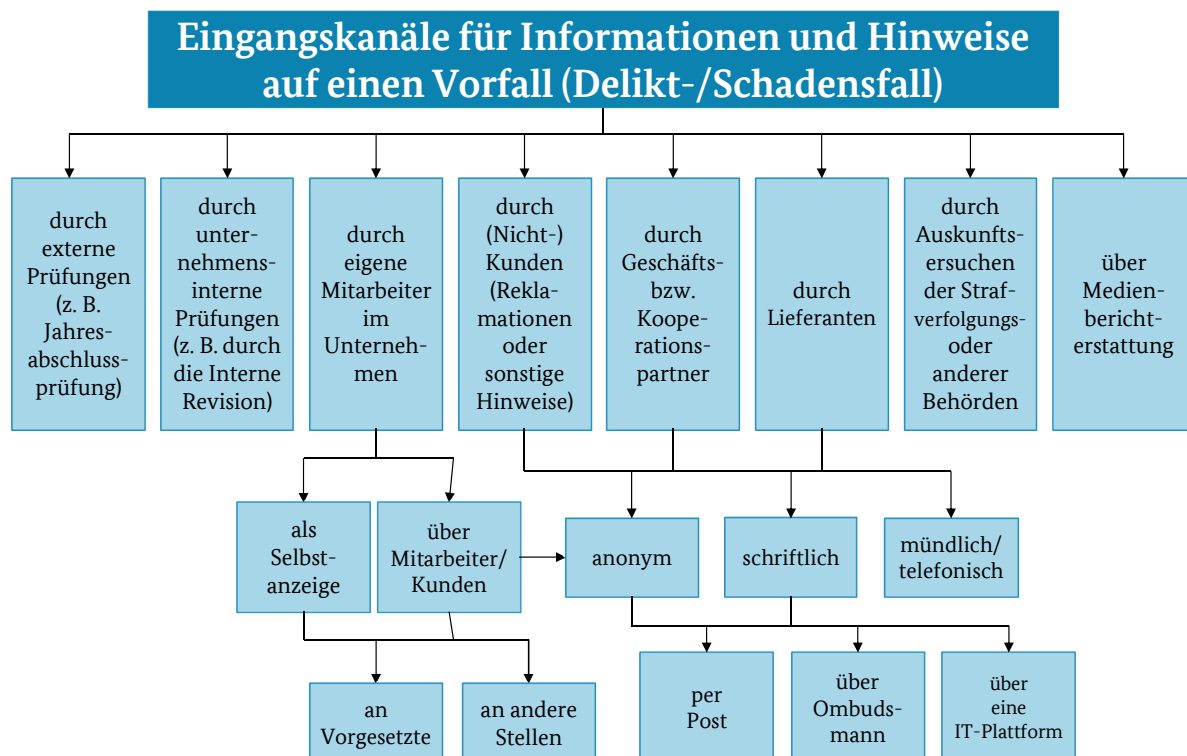 Eingangskanäle für Informationen und Hinweise
auf einen Vorfall (Delikt-/Schadensfall)
durch
externe
Prüfungen
(z. B.
Jahres-
abschluss-
prüfung)
durch
unter-
nehmens-
interne
Prüfungen
(z. B. durch
die Interne
Revision)
durch
eigene
Mitarbeiter
im
Unterneh-
men
durch
(Nicht-)
Kunden
(Rekla-
mationen
oder
sonstige
Hinweise)
durch
Geschäfts-
bzw.
Koope-
rations-
partner
durch
Lieferanten
durch
Auskunfts-
ersuchen
der Straf-
verfolgungs-
oder
anderer
Behörden
über
Medien-
bericht-
erstattung
als
Selbst-
anzeige
über
Mitarbeiter/
Kunden
anonym
schriftlich
mündlich/
telefonisch
an
Vorgesetzte
an andere
Stellen
per
Post
über
Ombuds-
mann
über
eine
IT-Plattform